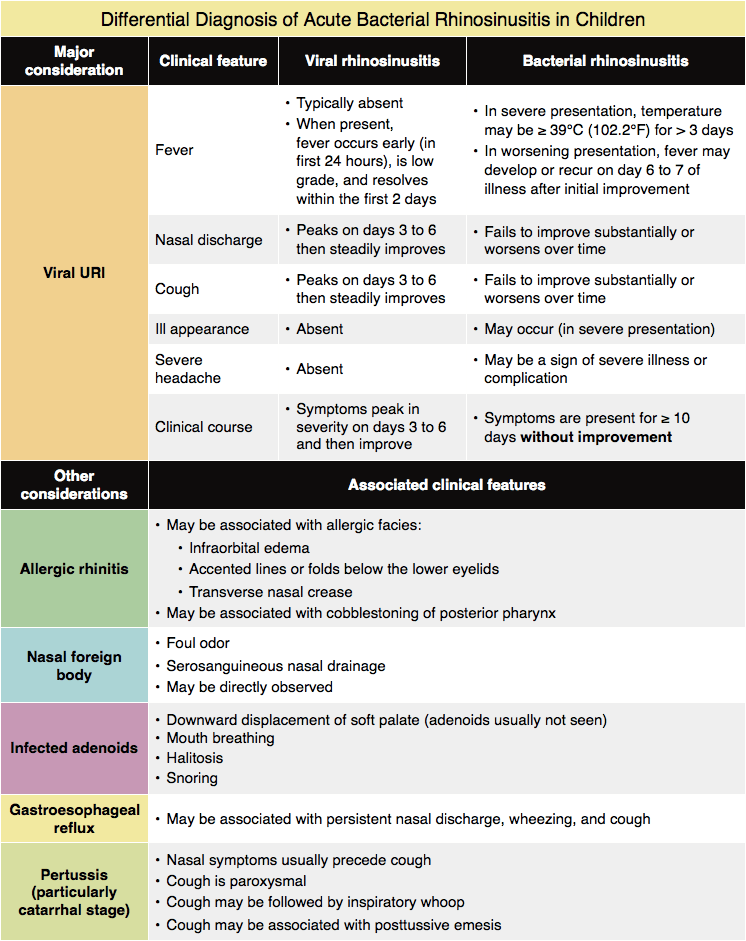 Differential Diagnosis of Acute Bacterial Rhinosinusitis in Children
Major
consideration
Clinical feature
Viral rhinosinusitis
Bacterial rhinosinusitis
Viral URI
Fever
• Typically absent
• When present,
fever occurs early (in
first 24 hours), is low
grade, and resolves
within the first 2 days
• In severe presentation, temperature
may be ≥ 39°C (102.2°F) for > 3 days
• In worsening presentation, fever may
develop or recur on day 6 to 7 of
illness after initial improvement
Nasal discharge
• Peaks on days 3 to 6
then steadily improves
• Fails to improve substantially or
worsens over time
Cough
• Peaks on days 3 to 6
then steadily improves
• Fails to improve substantially or
worsens over time
Ill appearance
• Absent
• May occur (in severe presentation)
Severe
headache
• Absent
• May be a sign of severe illness or
complication
Clinical course
• Symptoms peak in
severity on days 3 to 6
and then improve
• Symptoms are present for ≥ 10
days without improvement
Other
considerations
Associated clinical features
Allergic rhinitis
• May be associated with allergic facies:
• Infraorbital edema
• Accented lines or folds below the lower eyelids
• Transverse nasal crease
• May be associated with cobblestoning of posterior pharynx
Nasal foreign
body
• Foul odor
• Serosanguineous nasal drainage
• May be directly observed
Infected adenoids
• Downward displacement of soft palate (adenoids usually not seen)
• Mouth breathing
• Halitosis
• Snoring
Gastroesophageal
reflux
• May be associated with persistent nasal discharge, wheezing, and cough
Pertussis
(particularly
catarrhal stage)
• Nasal symptoms usually precede cough
• Cough is paroxysmal
• Cough may be followed by inspiratory whoop
• Cough may be associated with posttussive emesis